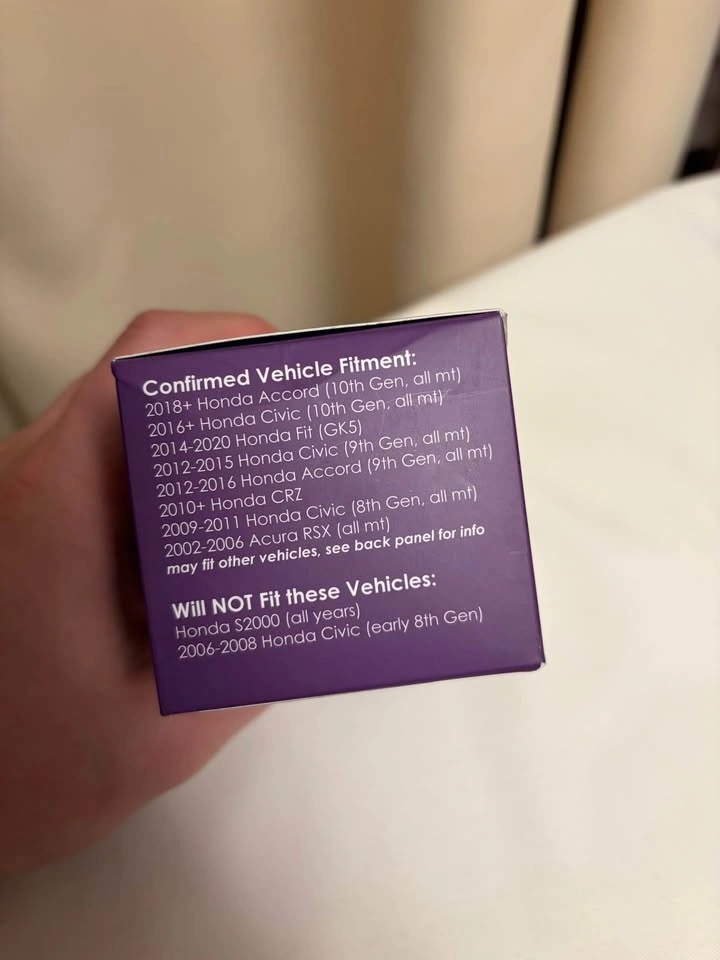 Confirmed Vehicle Fitment:
2018+ Honda Accord (10th Gen, all mt)
2016+ Honda Civic (10th Gen, all mt)
2014-2020 Honda Fit (GK5)
2012-2015 Honda Civic (9th Gen, all mt)
2012-2016 Honda Accord (9th Gen, all mt)
2010+ Honda CRZ
2009-2011 Honda Civic (8th Gen, all mt)
2002-2006 Acura RSX (all mt)
may fit other vehicles, see back panel for info
Will NOT Fit these Vehicles:
Honda S2000 (all years)
2006-2008 Honda Civic (early 8th Gen)